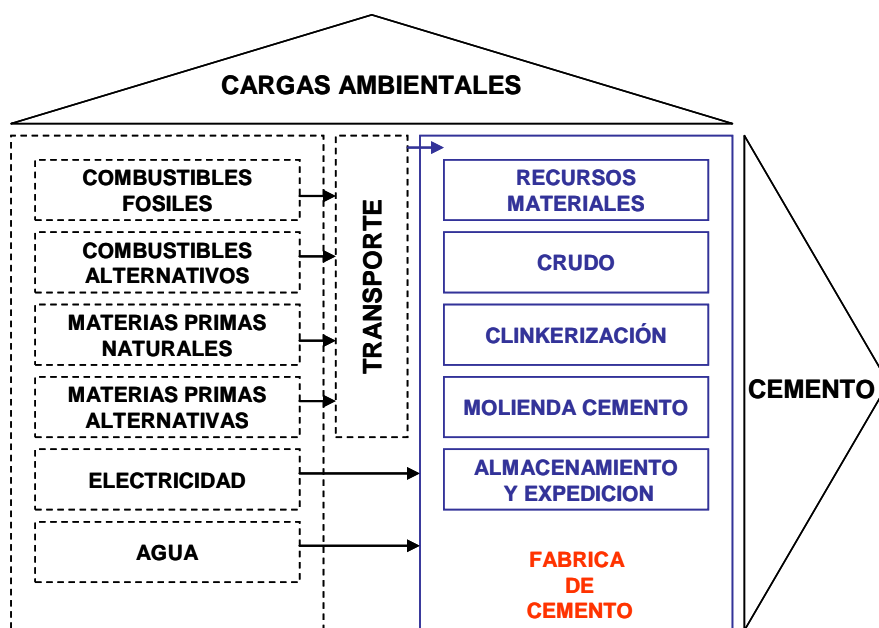 CARGAS AMBIENTALES
COMBUSTIBLES
FOSILES
COMBUSTIBLES
ALTERNATIVOS
MATERIAS PRIMAS
NATURALES
MATERIAS PRIMAS
ALTERNATIVAS
ELECTRICIDAD
AGUA
TRANSPORTE
RECURSOS
MATERIALES
CRUDO
CLINKERIZACIÓN
MOLIENDA CEMENTO
ALMACENAMIENTO
Y EXPEDICION
FABRICA
DE
CEMENTO
CEMENTO